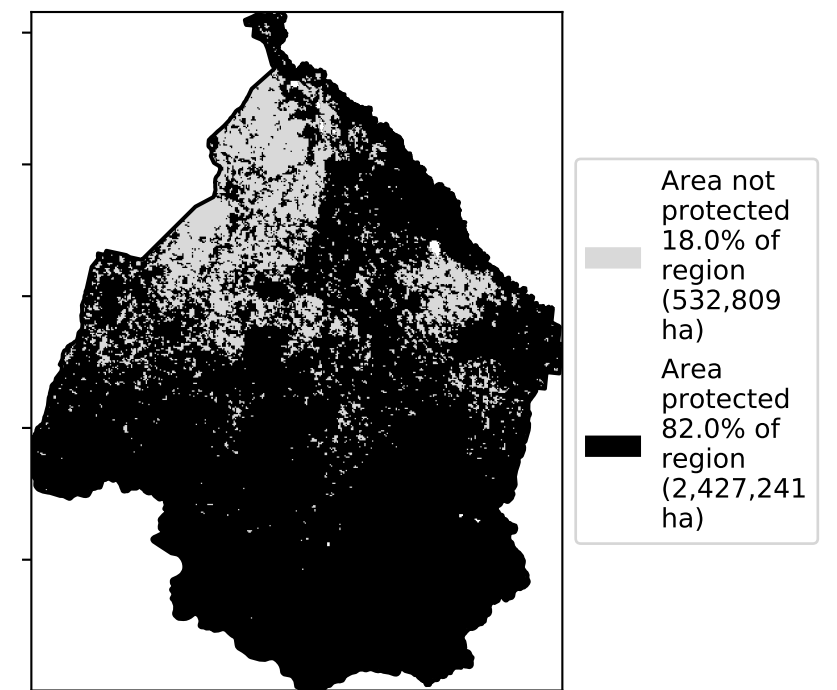 Area not
protected
18.0% of
region
(532,809
ha)
Area
protected
82.0% of
region
(2,427,241
ha)